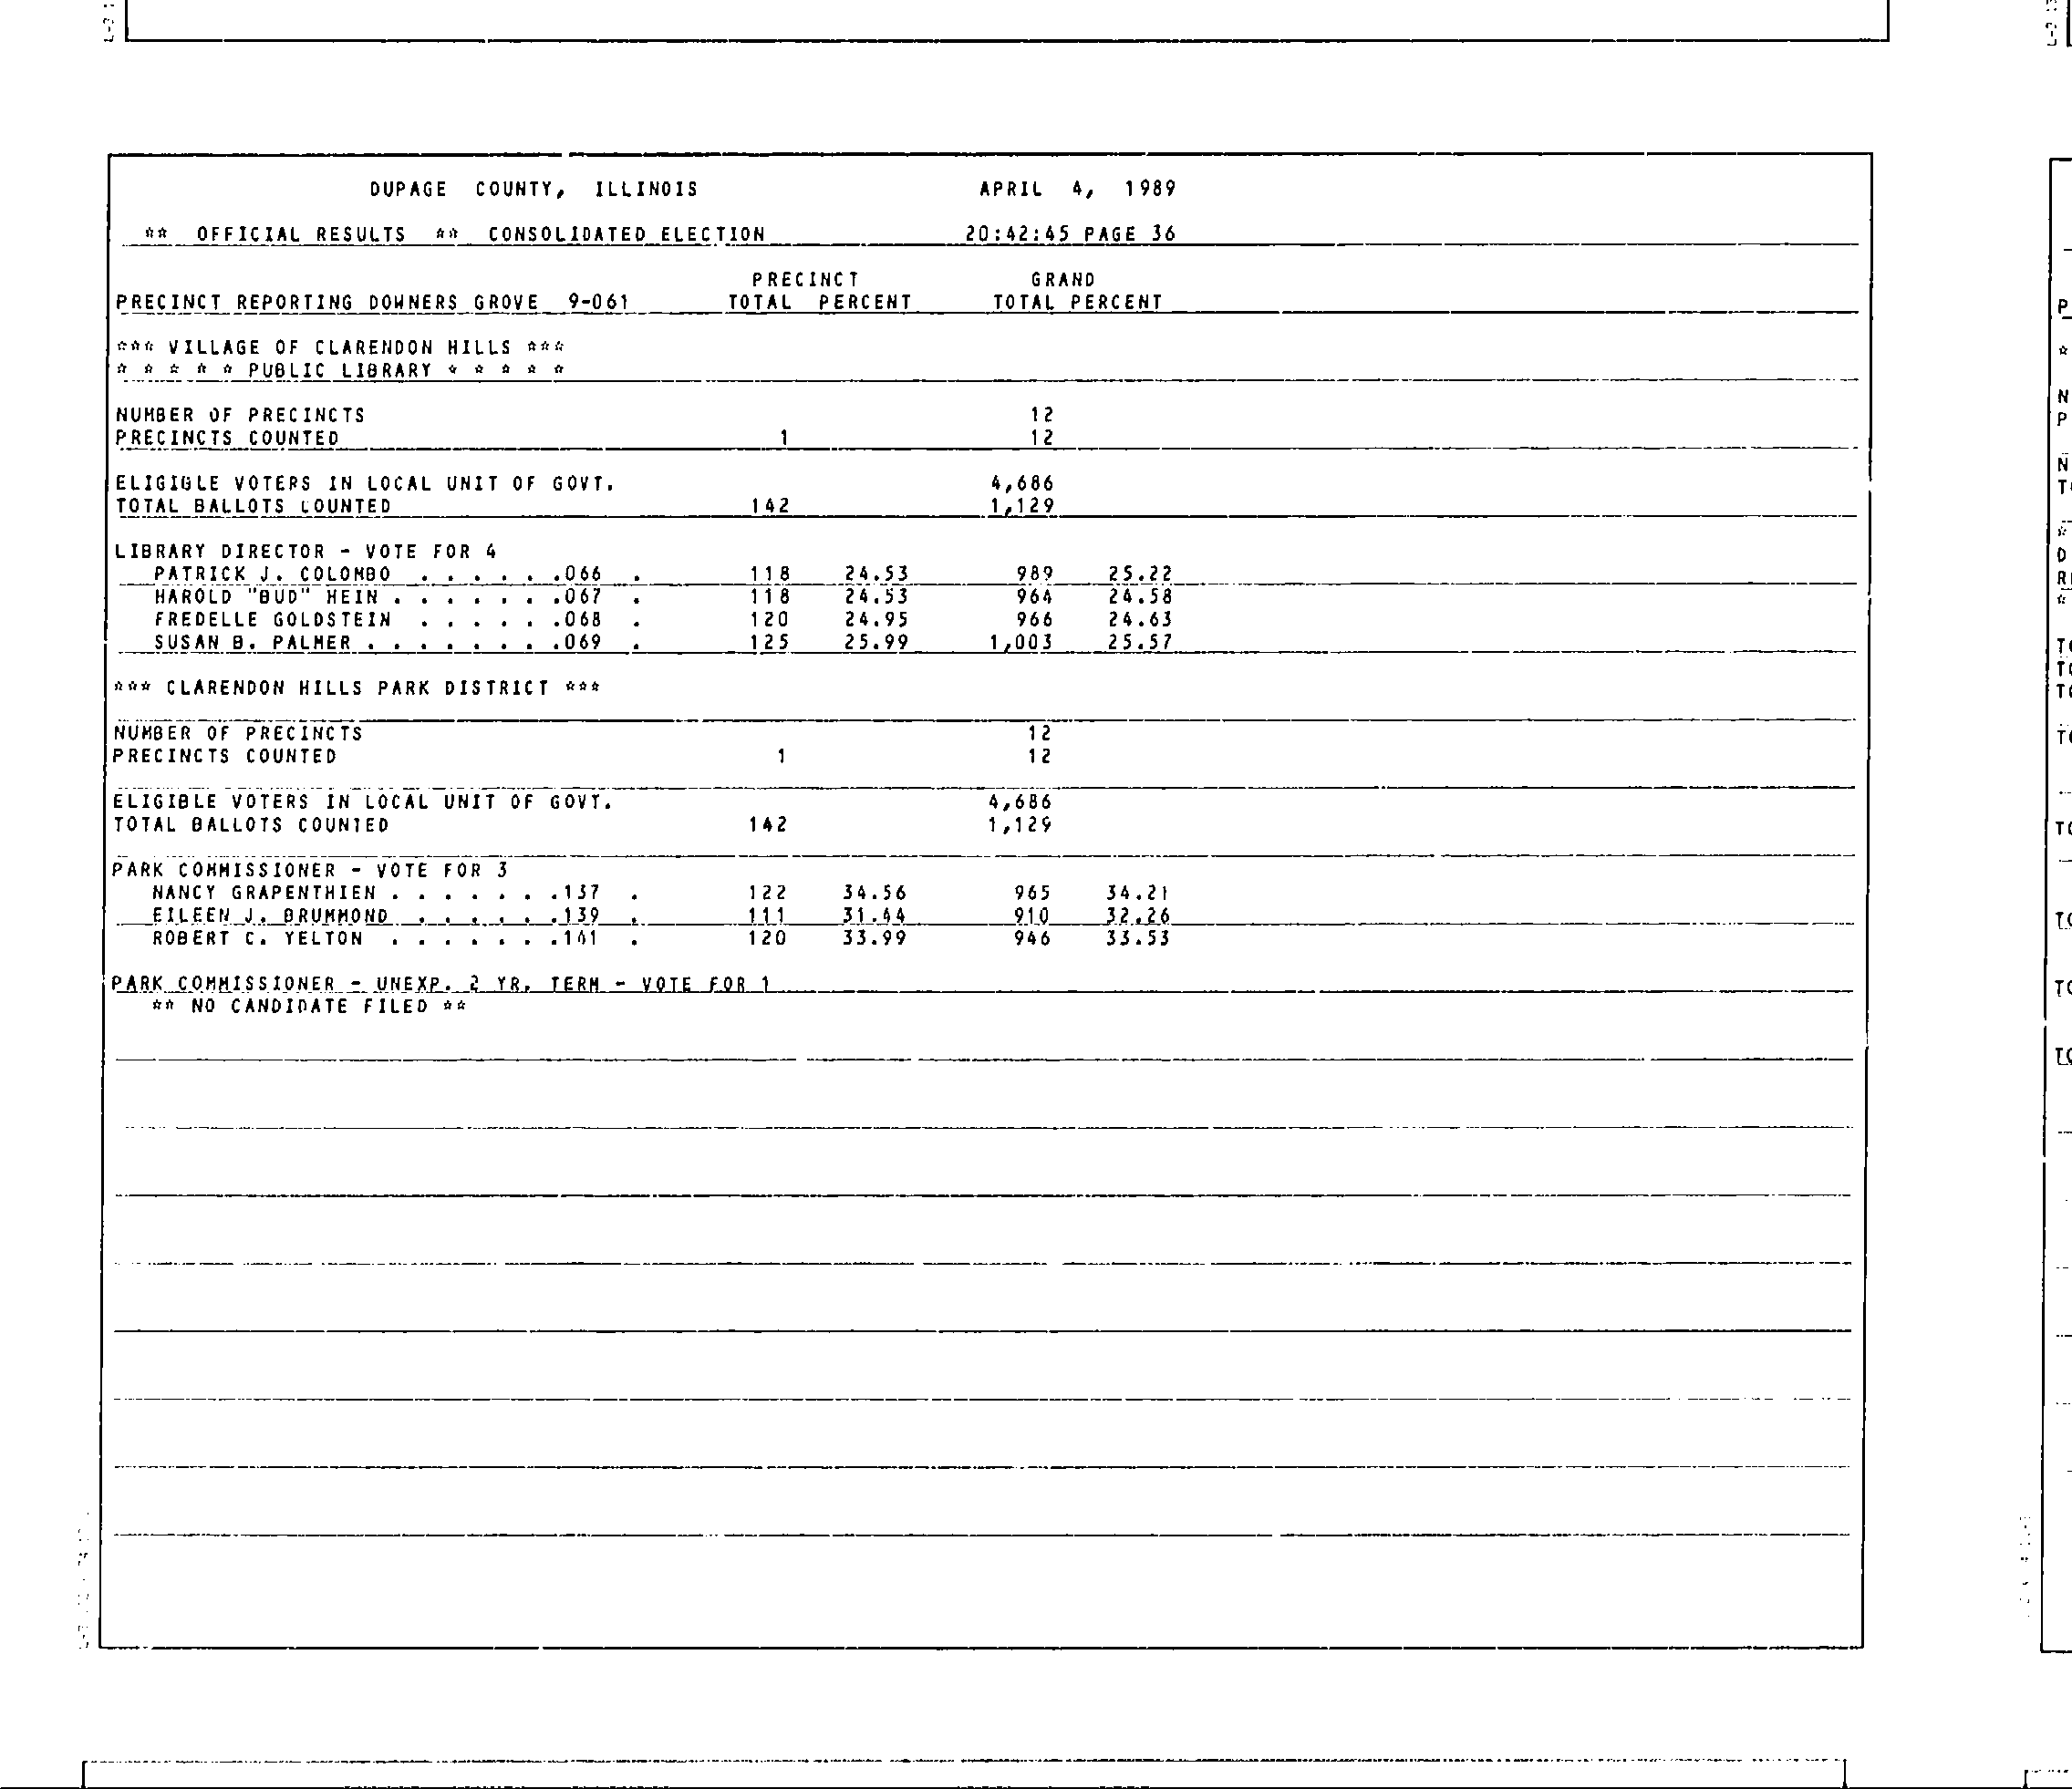 DUPAGE COUNTY, ILLINOIS APRIL 4, 1989
** OFFICIAL RESULTS ** CONSOLIDATED ELECTION 20:42:45 PAGE 36
PRECINCT GRAND
PRECINCT REPORTING DOWNERS GROVE 9-061 TOTAL PERCENT TOTAL PERCENT
*** VILLAGE OF CLARENDON HILLS ***
* * * * * PUBLIC LIBRARY * * * * *
NUMBER OF PRECINCTS 12
PRECINCTS COUNTED 1 12
ELIGIBLE VOTERS IN LOCAL UNIT OF GOVT. 4,686
TOTAL BALLOTS COUNTED 142 1,129
LIBRARY DIRECTOR - VOTE FOR 4
PATRICK J. COLOMBO . . . . . .066 . 118 24.53 989 25.22
HAROLD "BUD" HEIN . . . . . . .067 . 118 24.53 964 24.58
FREDELLE GOLDSTEIN . . . . . .068 . 120 24.95 966 24.63
SUSAN B. PALMER . . . . . . . .069 . 125 25.99 1,003 25.57
*** CLARENDON HILLS PARK DISTRICT ***
NUMBER OF PRECINCTS 12
PRECINCTS COUNTED 1 12
ELIGIBLE VOTERS IN LOCAL UNIT OF GOVT. 4,686
TOTAL BALLOTS COUNTED 142 1,129
PARK COMMISSIONER - VOTE FOR 3
NANCY GRAPENTHIEN . . . . . . .137 . 122 34.56 965 34.21
EILEEN J. BRUMMOND . . . . . .139 . 111 31.44 910 32.26
ROBERT C. YELTON . . . . . . .141 . 120 33.99 946 33.53
PARK COMMISSIONER - UNEXP. 2 YR. TERM - VOTE FOR 1
** NO CANDIDATE FILED **